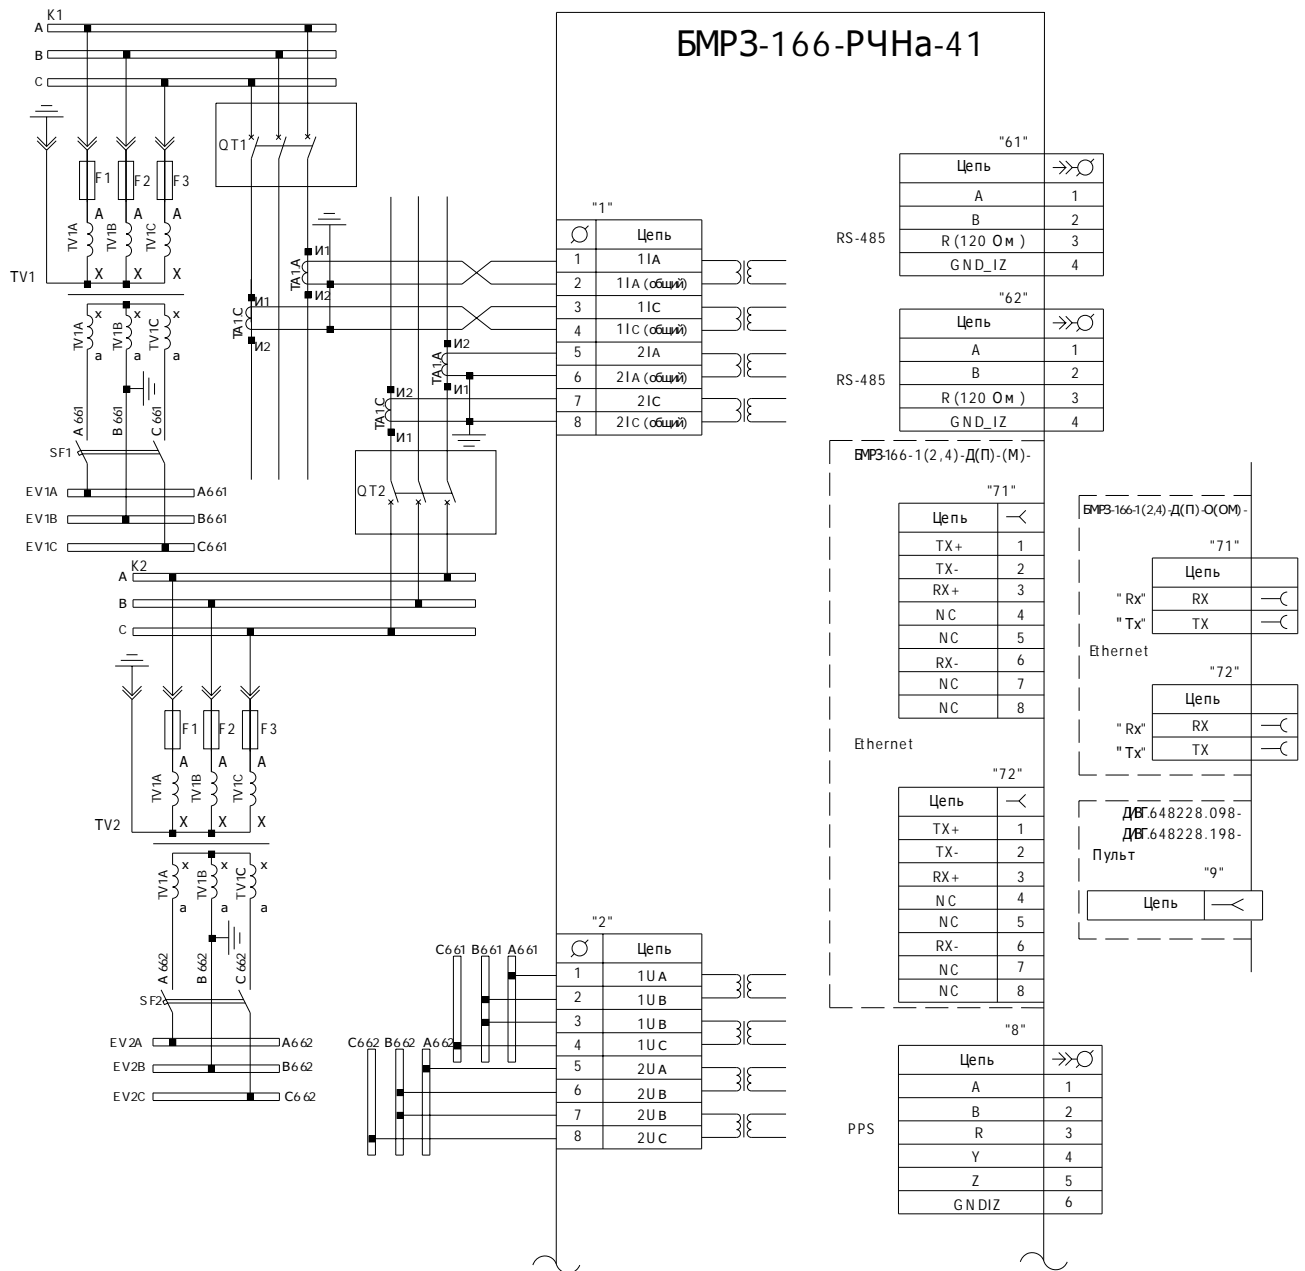 К1
A
B
C
QT1
F1
F2
F3
A
A
A
TV1A
TV1B
TV1C
X
X
X
TV1
x
x
TV1A
TV1B
TV1C
a
a
A 661
B 661
C 661
SF1
EV1A
A661
EV1B
B661
EV1C
C661
И1
TA1A
И2
И1
TA1C
И2
И2
TA1A
И1
И2
TA1C
И1
QT2
К2
A
B
C
F1
F2
F3
A
A
A
TV1A
TV1B
TV1C
X
X
X
TV2
x
x
TV1A
TV1B
TV1C
a
a
A 662
B 662
C 662
SF2
EV2A
A662
EV2B
B662
EV2C
C662
БМРЗ-166-РЧНа-41
"1"
Цепь
1 1IA
2 1IA (общий)
3 1IC
4 1IC (общий)
5 2IA
6 2IA (общий)
7 2IC
8 2IC (общий)
"2"
C661 B661 A661
C662 B662 A662
Цепь
1 1UA
2 1UB
3 1UB
4 1UC
5 2UA
6 2UB
7 2UB
8 2UC
"61"
RS-485
Цепь
A 1
B 2
R (120 Ом) 3
GND_IZ 4
"62"
RS-485
Цепь
A 1
B 2
R (120 Ом) 3
GND_IZ 4
БМРЗ-166-1(2,4)-Д(П)-(М)-
"71"
Цепь
TX+ 1
TX- 2
RX+ 3
NC 4
NC 5
RX- 6
NC 7
NC 8
Ethernet
"72"
Цепь
TX+ 1
TX- 2
RX+ 3
NC 4
NC 5
RX- 6
NC 7
NC 8
"8"
PPS
Цепь
A 1
B 2
R 3
Y 4
Z 5
GNDIZ 6
БМРЗ-166-1(2,4)-Д(П)-О(ОМ)-
"71"
Цепь
"Rx" RX
"Tx" TX
Ethernet
"72"
Цепь
"Rx" RX
"Tx" TX
ДИВГ.648228.098-
ДИВГ.648228.198-
Пульт
"9"
Цепь